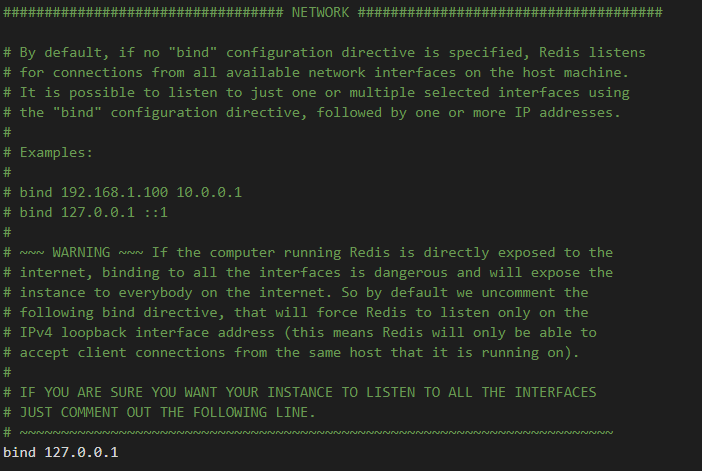 ################################## NETWORK #####################################
# By default, if no "bind" configuration directive is specified, Redis listens
# for connections from all available network interfaces on the host machine.
# It is possible to listen to just one or multiple selected interfaces using
# the "bind" configuration directive, followed by one or more IP addresses.
#
# Examples:
#
# bind 192.168.1.100 10.0.0.1
# bind 127.0.0.1 ::1
#
# ~~~ WARNING ~~~ If the computer running Redis is directly exposed to the
# internet, binding to all the interfaces is dangerous and will expose the
# instance to everybody on the internet. So by default we uncomment the
# following bind directive, that will force Redis to listen only on the
# IPv4 loopback interface address (this means Redis will only be able to
# accept client connections from the same host that it is running on).
#
# IF YOU ARE SURE YOU WANT YOUR INSTANCE TO LISTEN TO ALL THE INTERFACES
# JUST COMMENT OUT THE FOLLOWING LINE.
# ~~~~~~~~~~~~~~~~~~~~~~~~~~~~~~~~~~~~~~~~~~~~~~~~~~~~~~~~~~~~~~~~~~~~~~~~
bind 127.0.0.1